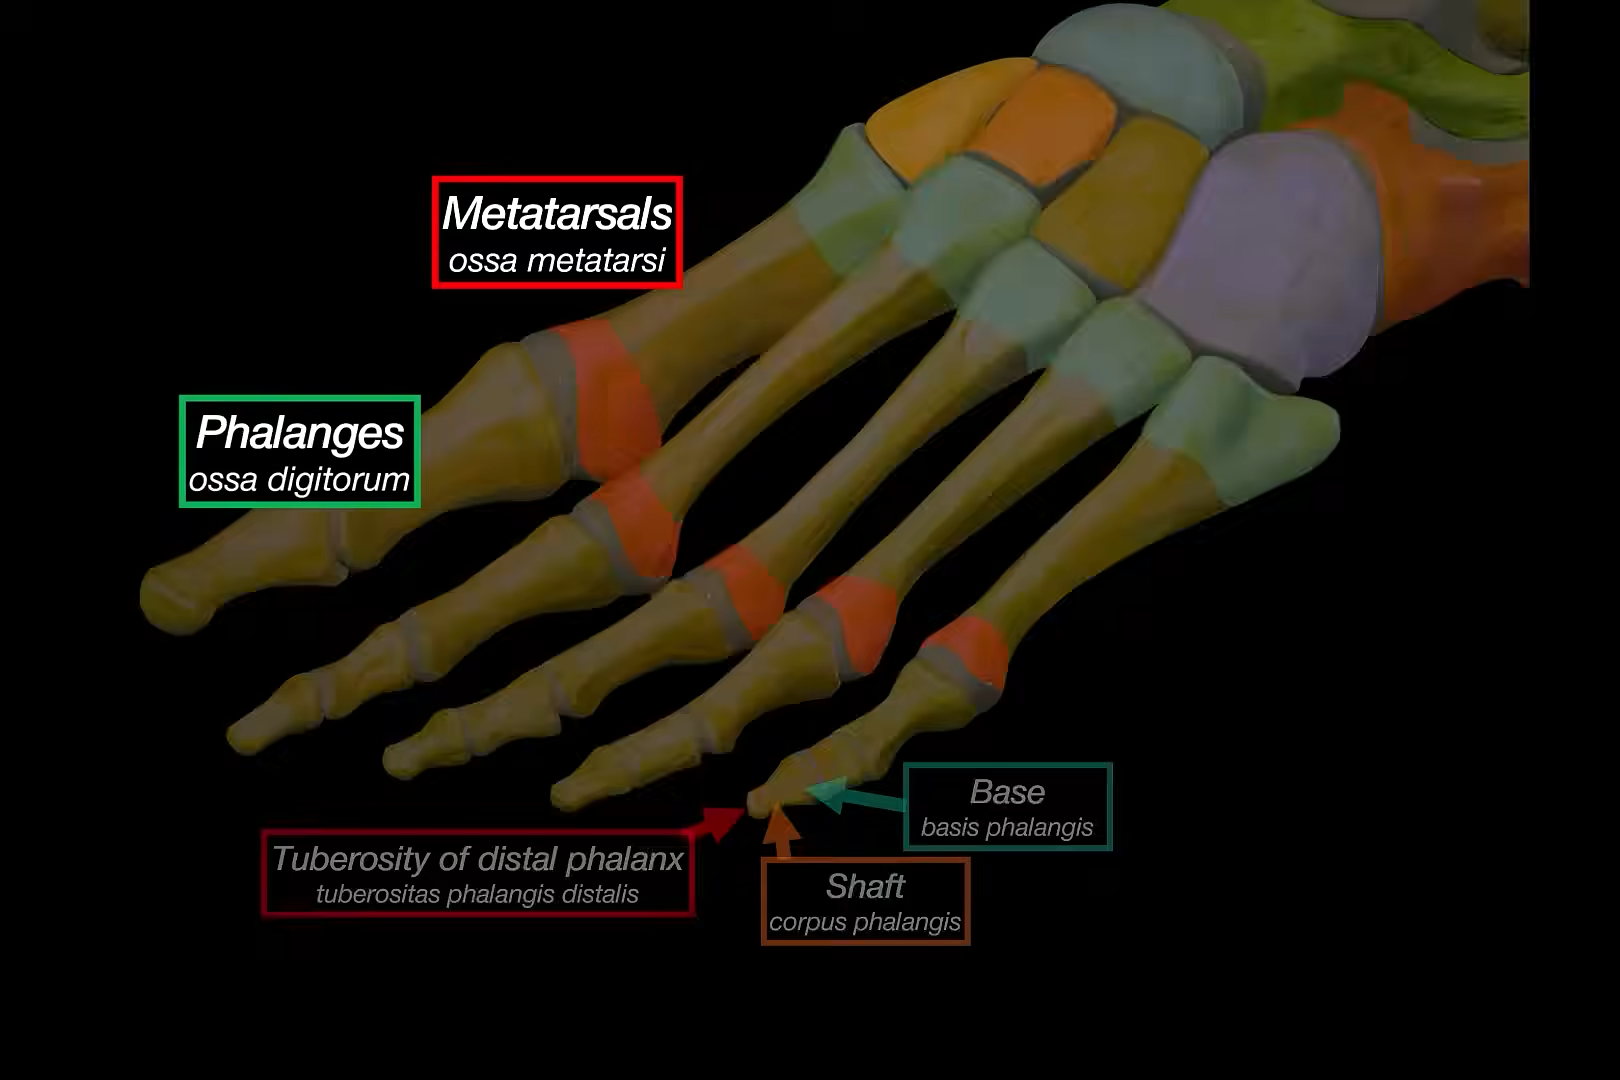 Metatarsals
ossa metatarsi
Phalanges
ossa digitorum
Base
basis phalangis
Tuberosity of distal phalanx
tuberositas phalangis distalis
Shaft
corpus phalangis